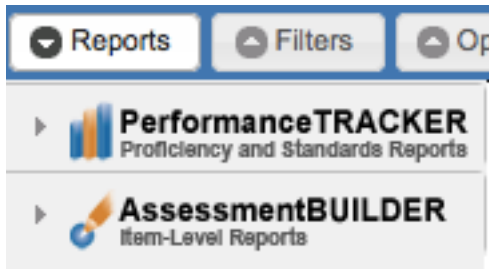 Reports Filters Op
PerformanceTRACKER
Proficiency and Standards Reports
AssessmentBUILDER
Item-Level Reports